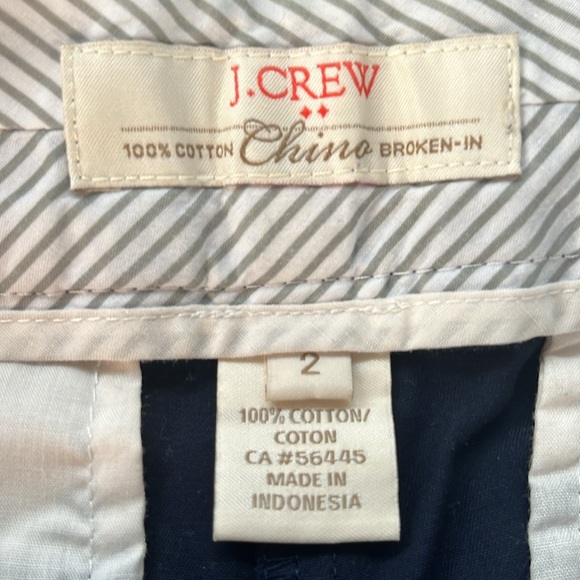 J.CREW
100% COTTON Chino BROKEN-IN
2
100% COTTON/
COTON
CA #56445
MADE IN
INDONESIA